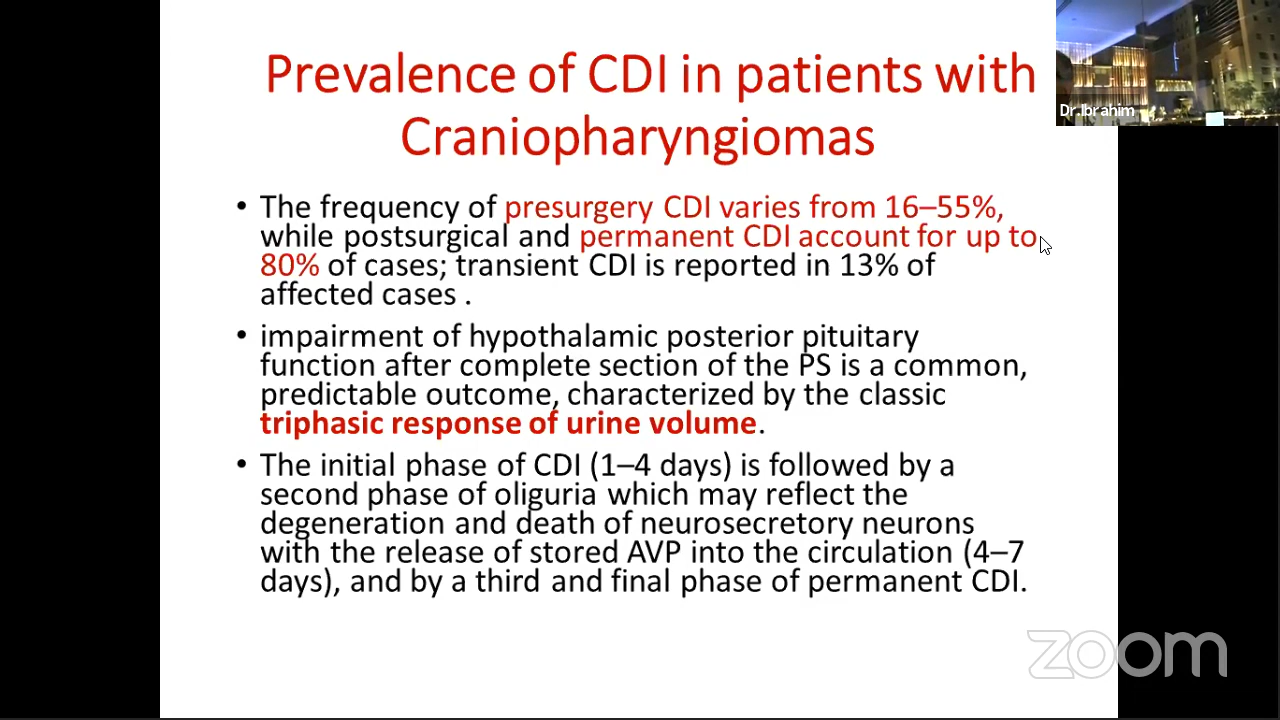 Prevalence of CDI in patients with
Craniopharyngiomas
Dr.Ibrahim
• The frequency of presurgery CDI varies from 16–55%,
while postsurgical and permanent CDI account for up to
80% of cases; transient CDI is reported in 13% of
affected cases .
• impairment of hypothalamic posterior pituitary
function after complete section of the PS is a common,
predictable outcome, characterized by the classic
triphasic response of urine volume.
• The initial phase of CDI (1–4 days) is followed by a
second phase of oliguria which may reflect the
degeneration and death of neurosecretory neurons
with the release of stored AVP into the circulation (4–7
days), and by a third and final phase of permanent CDI.
zoom